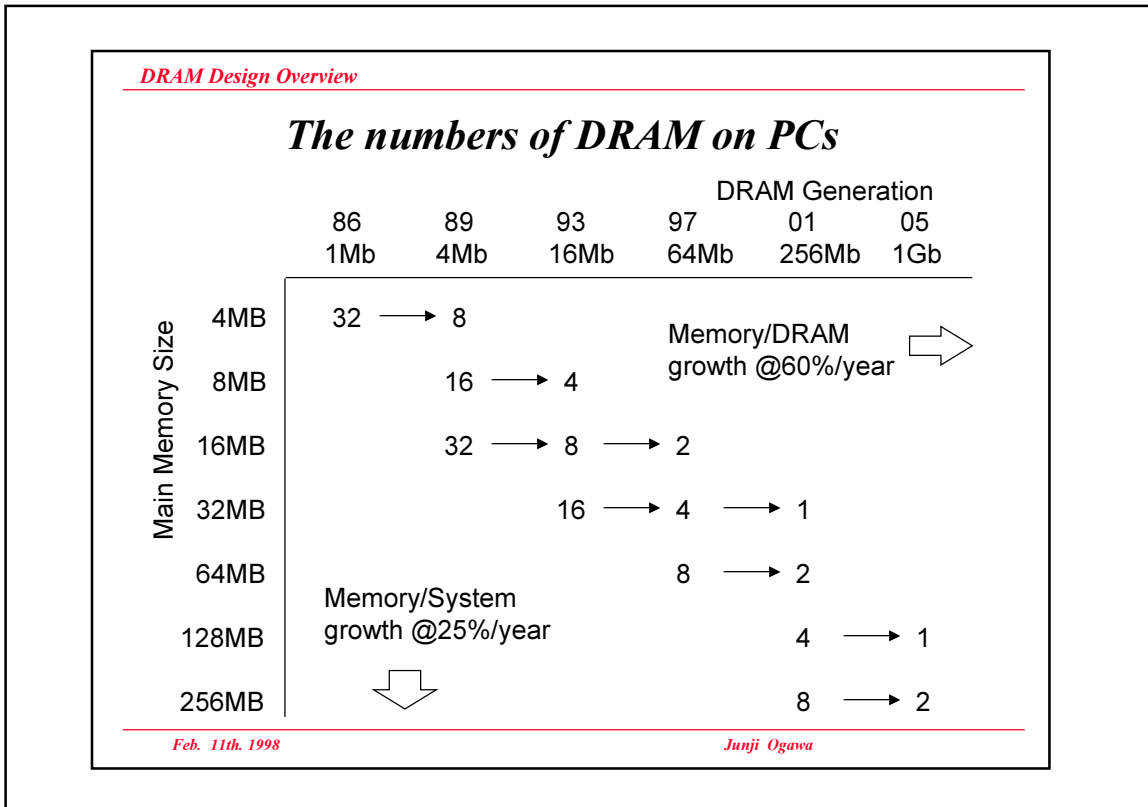 DRAM Design Overview
The numbers of DRAM on PCs
DRAM Generation
86 89 93 97 01 05
1Mb 4Mb 16Mb 64Mb 256Mb 1Gb
Main Memory Size
4MB 32 8
Memory/DRAM
growth @60%/year
8MB 16 4
16MB 32 8 2
32MB 16 4 1
64MB 8 2
Memory/System
growth @25%/year
128MB 4 1
256MB 8 2
Feb. 11th. 1998 Junji Ogawa